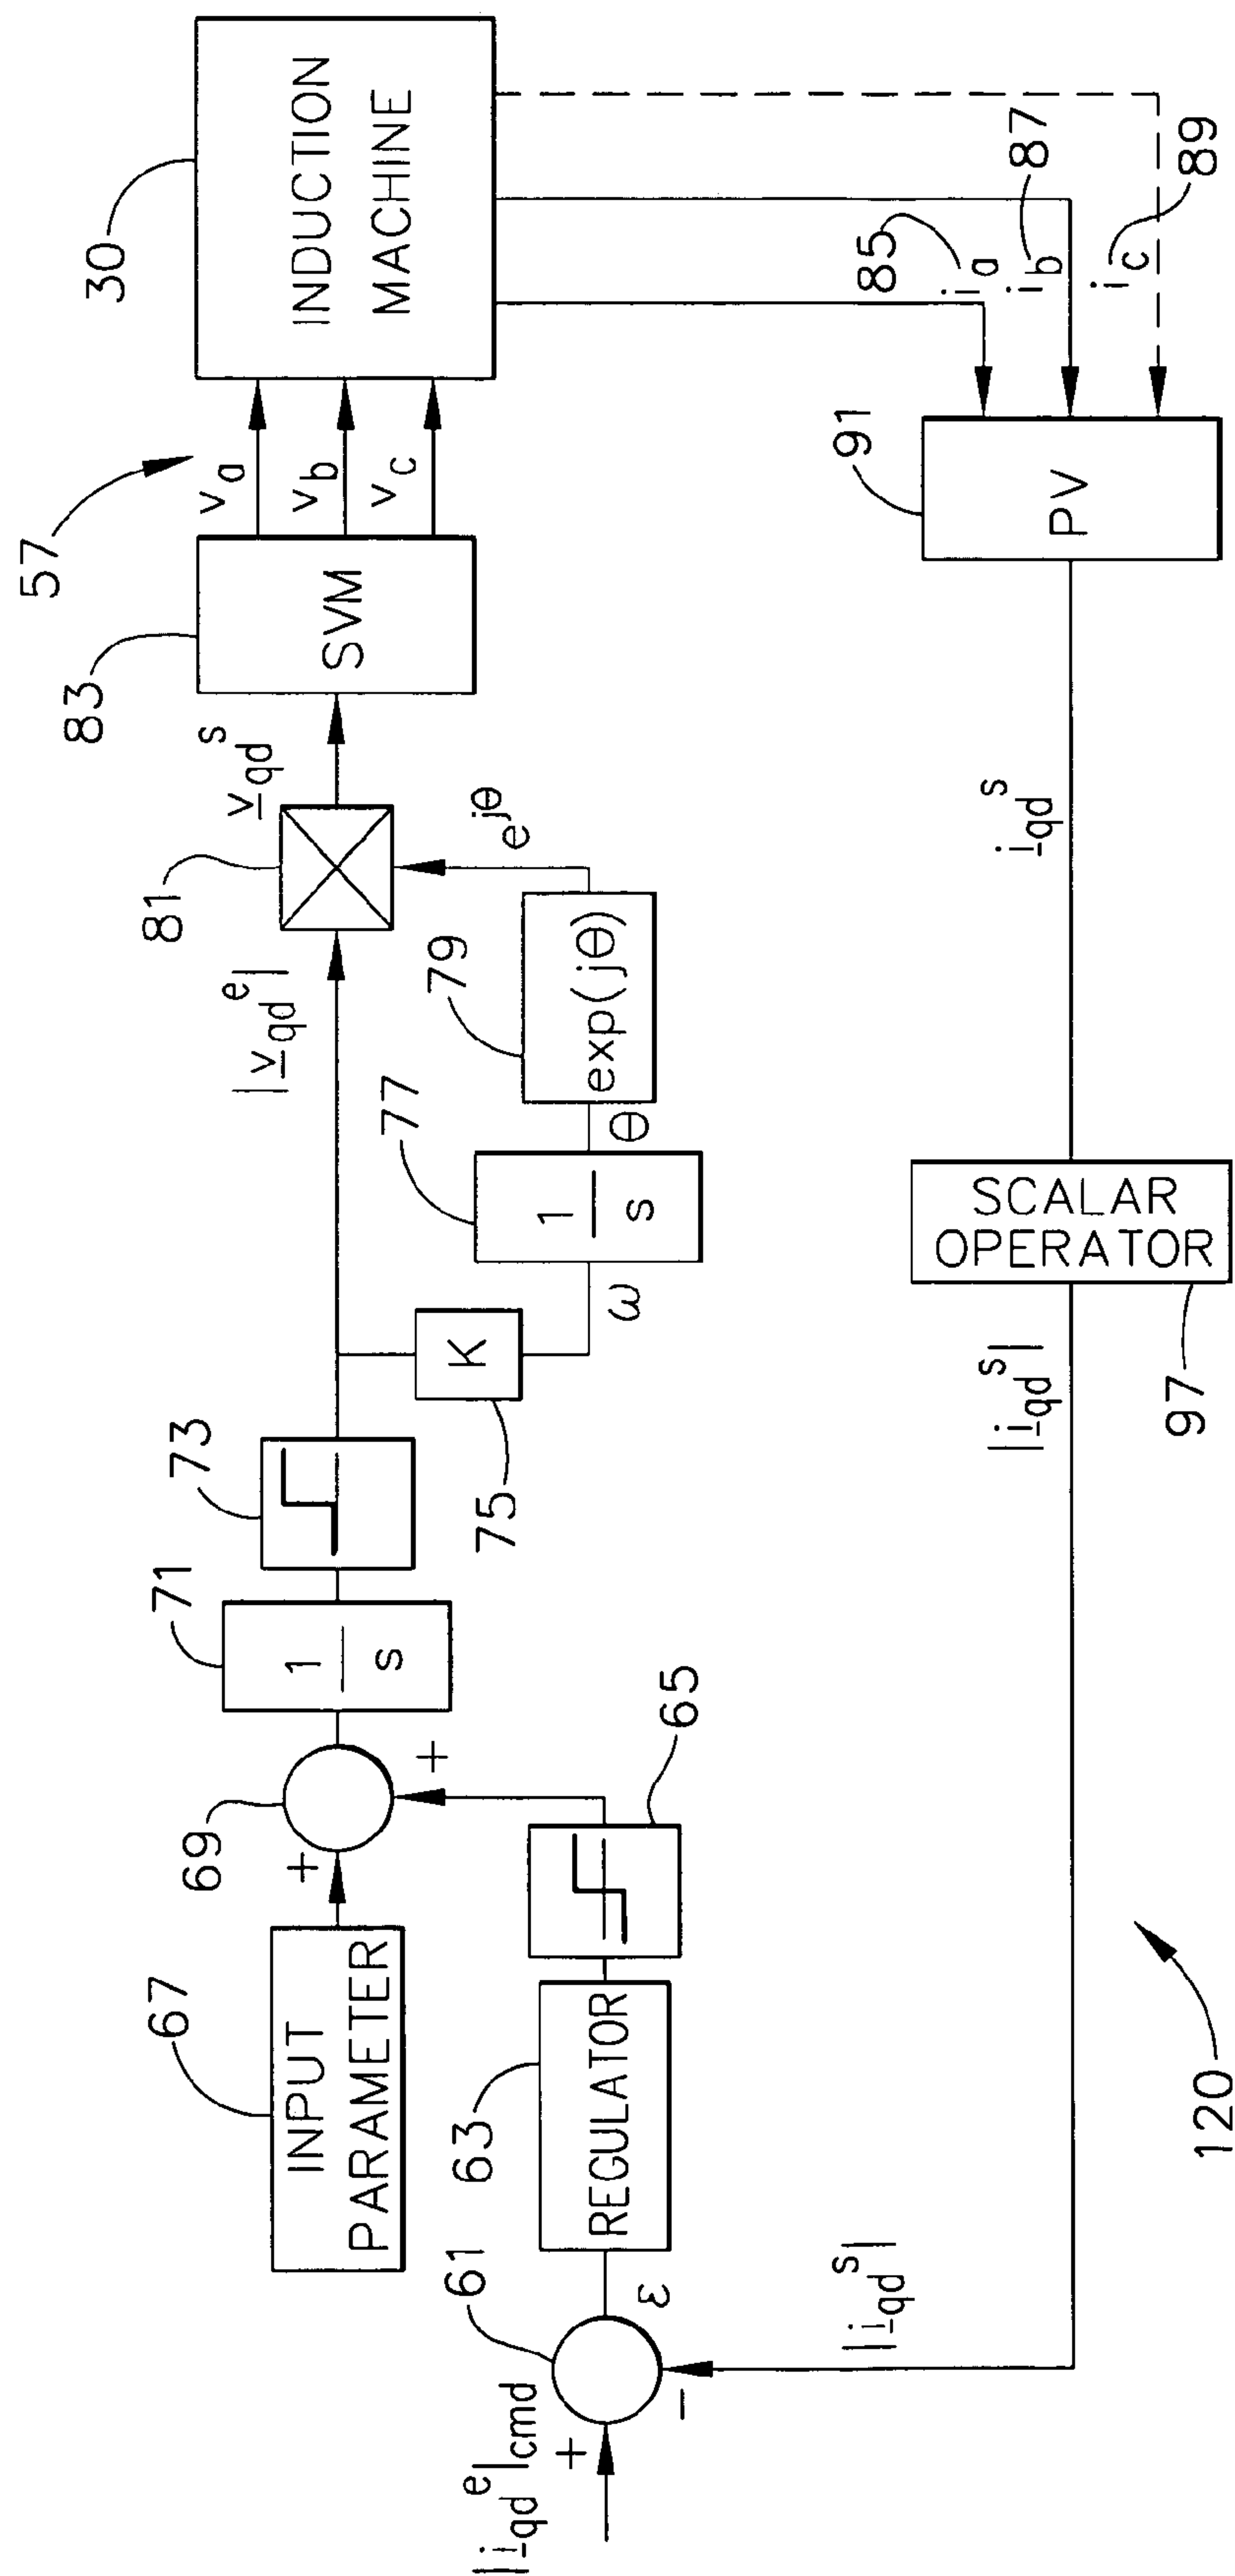 30
INDUCTION
MACHINE
57
v_a
v_b
v_c
83
SVM
v_qd^s
81
|v_qd^e|
e^jθ
79
exp(jθ)
77
θ
1
s
ω
K
75
73
71
1
s
69
+
+
67
INPUT
PARAMETER
65
63
REGULATOR
61
ε
|i_qd^e|cmd
+
-
|i_qd^s|
85
i_a
87
i_b
89
i_c
91
PV
i_qd^s
SCALAR
OPERATOR
97
|i_qd^s|
120